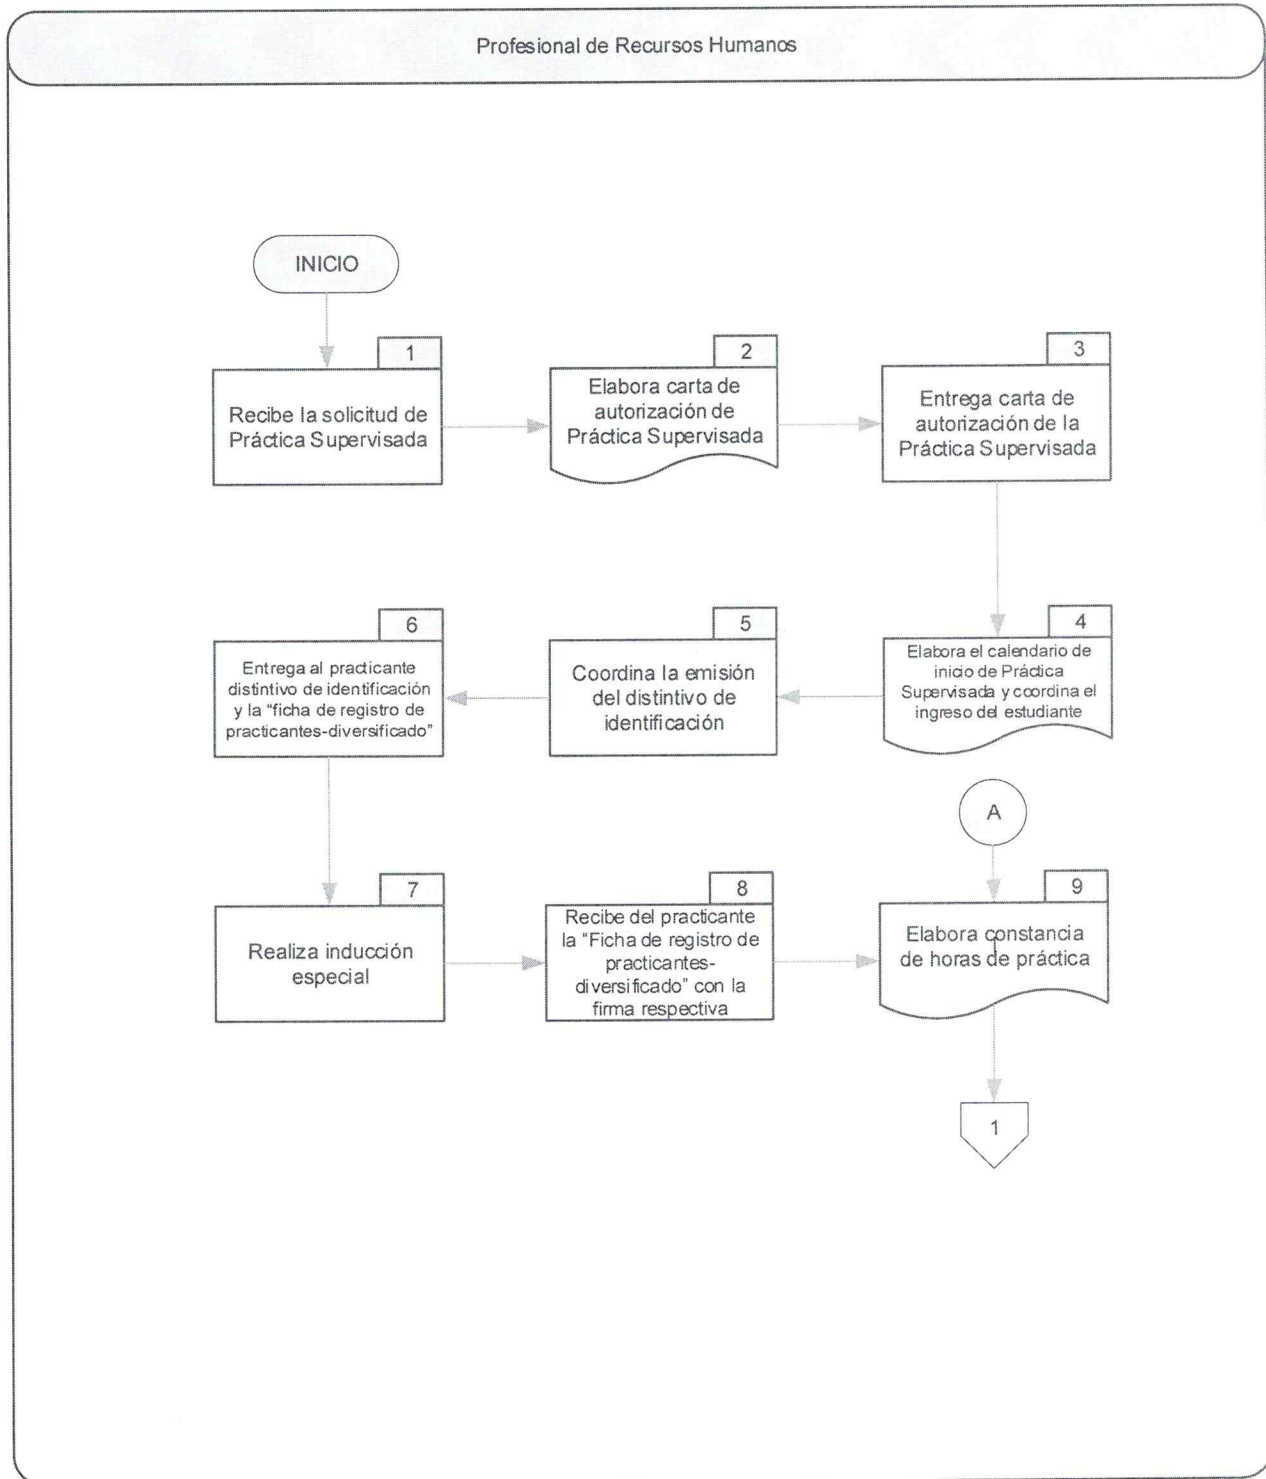 Profesional de Recursos Humanos
INICIO
1
Recibe la solicitud de
Práctica Supervisada
2
Elabora carta de
autorización de
Práctica Supervisada
3
Entrega carta de
autorización de la
Práctica Supervisada
4
Elabora el calendario de
inicio de Práctica
Supervisada y coordina el
ingreso del estudiante
5
Coordina la emisión
del distintivo de
identificación
6
Entrega al practicante
distintivo de identificación
y la "ficha de registro de
practicantes-diversificado"
7
Realiza inducción
especial
8
Recibe del practicante
la "Ficha de registro de
practicantes-
diversificado" con la
firma respectiva
A
9
Elabora constancia
de horas de práctica
1